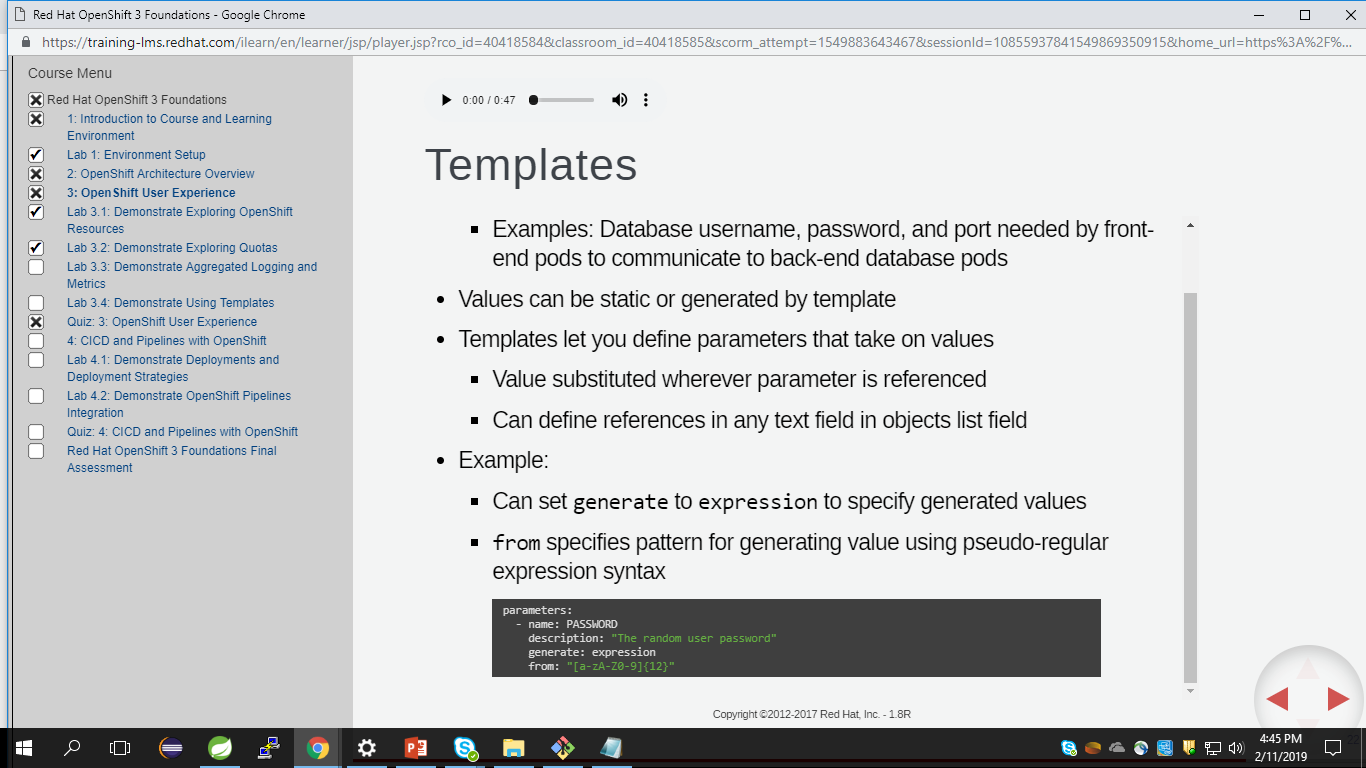 Red Hat OpenShift 3 Foundations - Google Chrome
https://training-lms.redhat.com/ilearn/en/learner/jsp/player.jsp?rco_id=40418584&classroom_id=40418585&scorm_attempt=1549883643467&sessionId=10855937841549869350915&home_url=https%3A%2F%...
Course Menu
Red Hat OpenShift 3 Foundations
1: Introduction to Course and Learning
Environment
Lab 1: Environment Setup
2: OpenShift Architecture Overview
3: OpenShift User Experience
Lab 3.1: Demonstrate Exploring OpenShift
Resources
Lab 3.2: Demonstrate Exploring Quotas
Lab 3.3: Demonstrate Aggregated Logging and
Metrics
Lab 3.4: Demonstrate Using Templates
Quiz: 3: OpenShift User Experience
4: CICD and Pipelines with OpenShift
Lab 4.1: Demonstrate Deployments and
Deployment Strategies
Lab 4.2: Demonstrate OpenShift Pipelines
Integration
Quiz: 4: CICD and Pipelines with OpenShift
Red Hat OpenShift 3 Foundations Final
Assessment
0:00 / 0:47
Templates
Examples: Database username, password, and port needed by front-
end pods to communicate to back-end database pods
Values can be static or generated by template
Templates let you define parameters that take on values
Value substituted wherever parameter is referenced
Can define references in any text field in objects list field
Example:
Can set generate to expression to specify generated values
from specifies pattern for generating value using pseudo-regular
expression syntax
parameters:
- name: PASSWORD
description: "The random user password"
generate: expression
from: "[a-zA-Z0-9]{12}"
Copyright ©2012-2017 Red Hat, Inc. - 1.8R
4:45 PM
2/11/2019
22